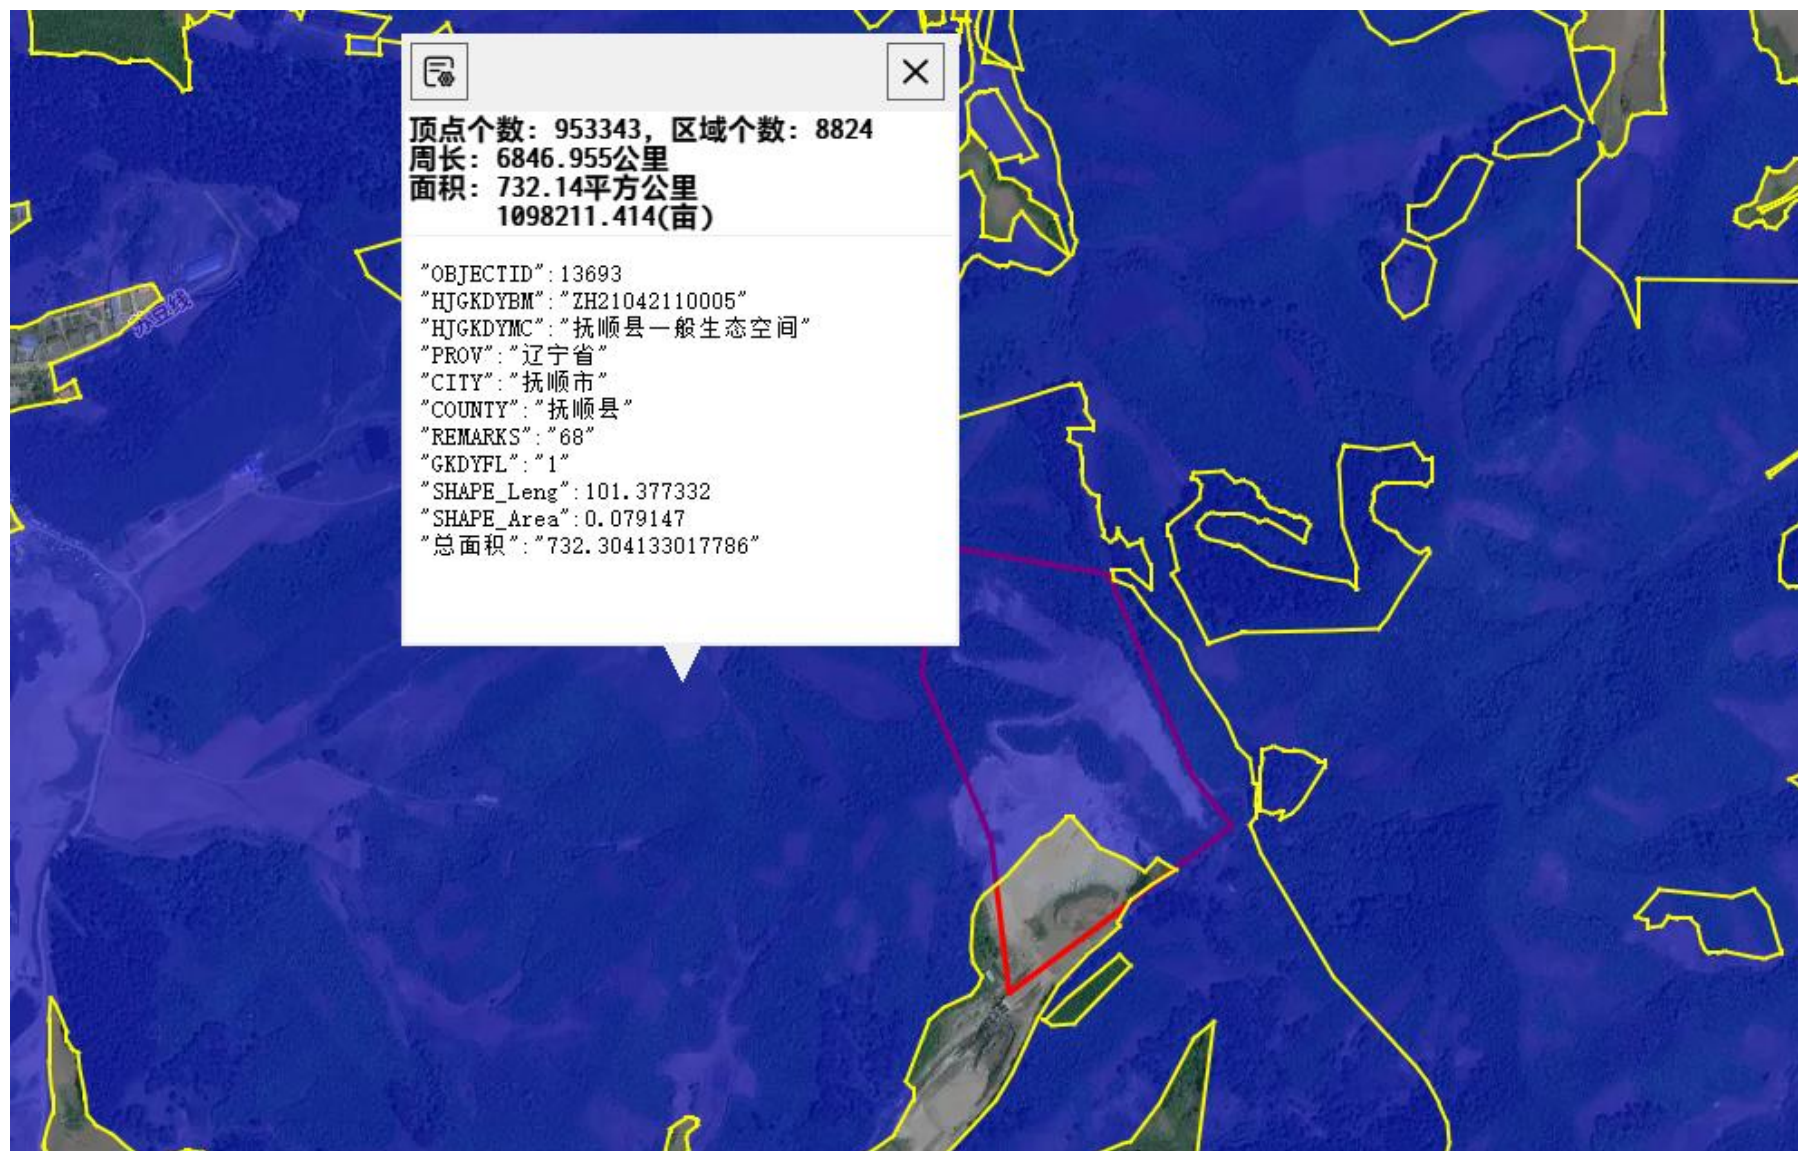 顶点个数: 953343, 区域个数: 8824
周长: 6846.955公里
面积: 732.14平方公里
1098211.414(亩)
"OBJECTID":13693
"HJGKDYBM":"ZH21042110005"
"HJGKDYMC":"抚顺县一般生态空间"
"PROV":"辽宁省"
"CITY":"抚顺市"
"COUNTY":"抚顺县"
"REMARKS":"68"
"GKDYFL":"1"
"SHAPE_Leng":101.377332
"SHAPE_Area":0.079147
"总面积":"732.304133017786"